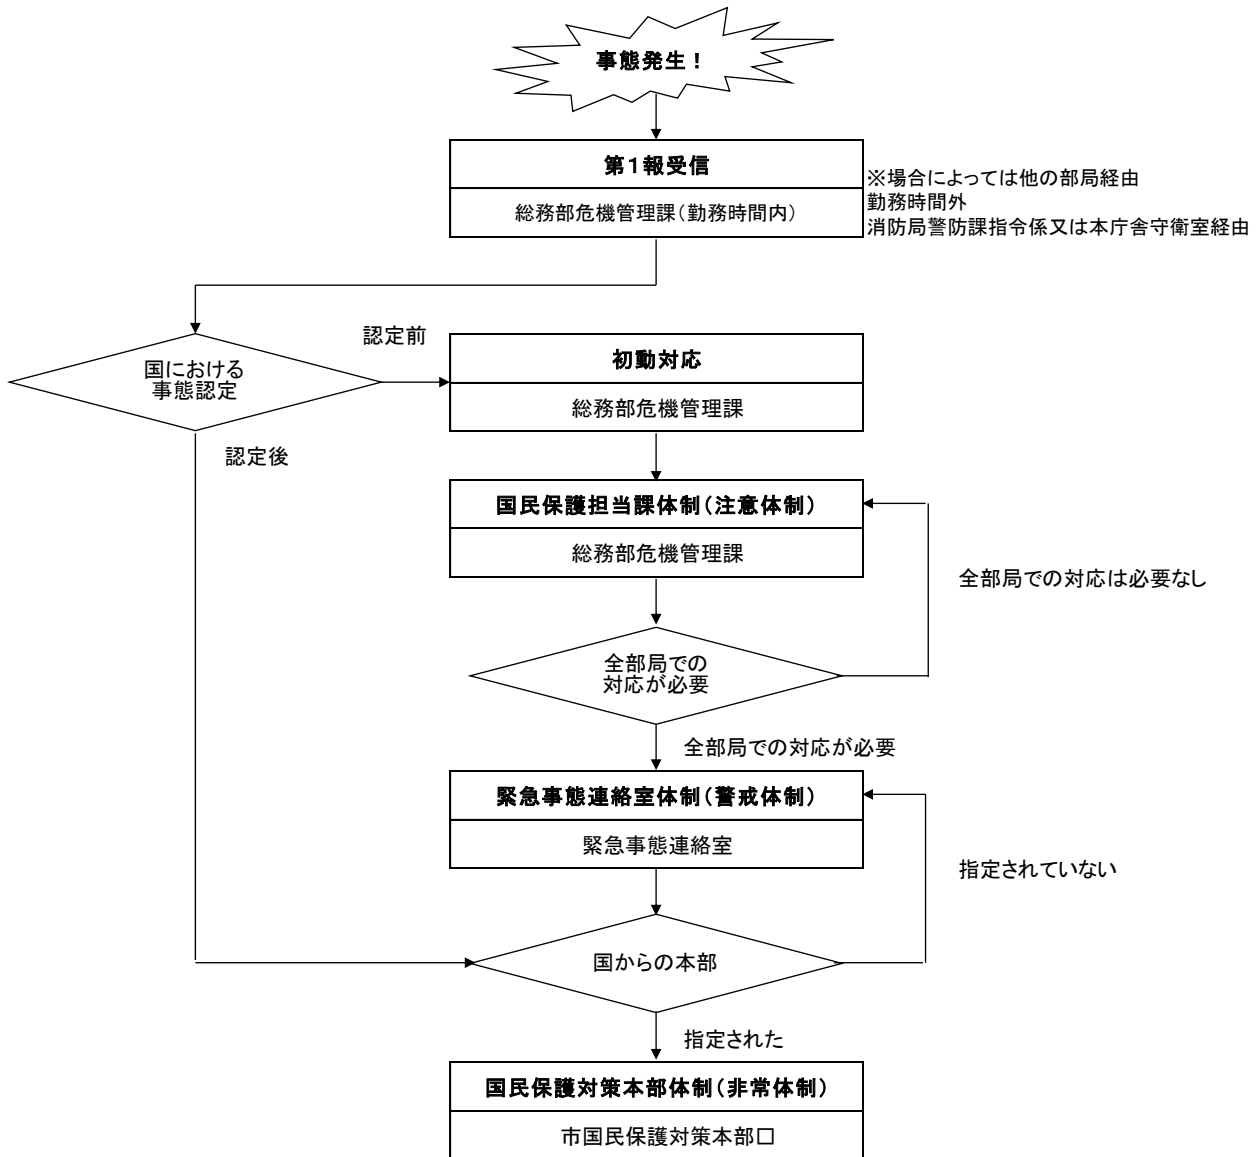 事態発生！
第１報受信
総務部危機管理課（勤務時間内）
※場合によっては他の部局経由
勤務時間外
消防局警防課指令係又は本庁舎守衛室経由
認定前
国における
事態認定
初動対応
総務部危機管理課
認定後
国民保護担当課体制（注意体制）
総務部危機管理課
全部局での対応は必要なし
全部局での
対応が必要
全部局での対応が必要
緊急事態連絡室体制（警戒体制）
緊急事態連絡室
指定されていない
国からの本部
指定された
国民保護対策本部体制（非常体制）
市国民保護対策本部口